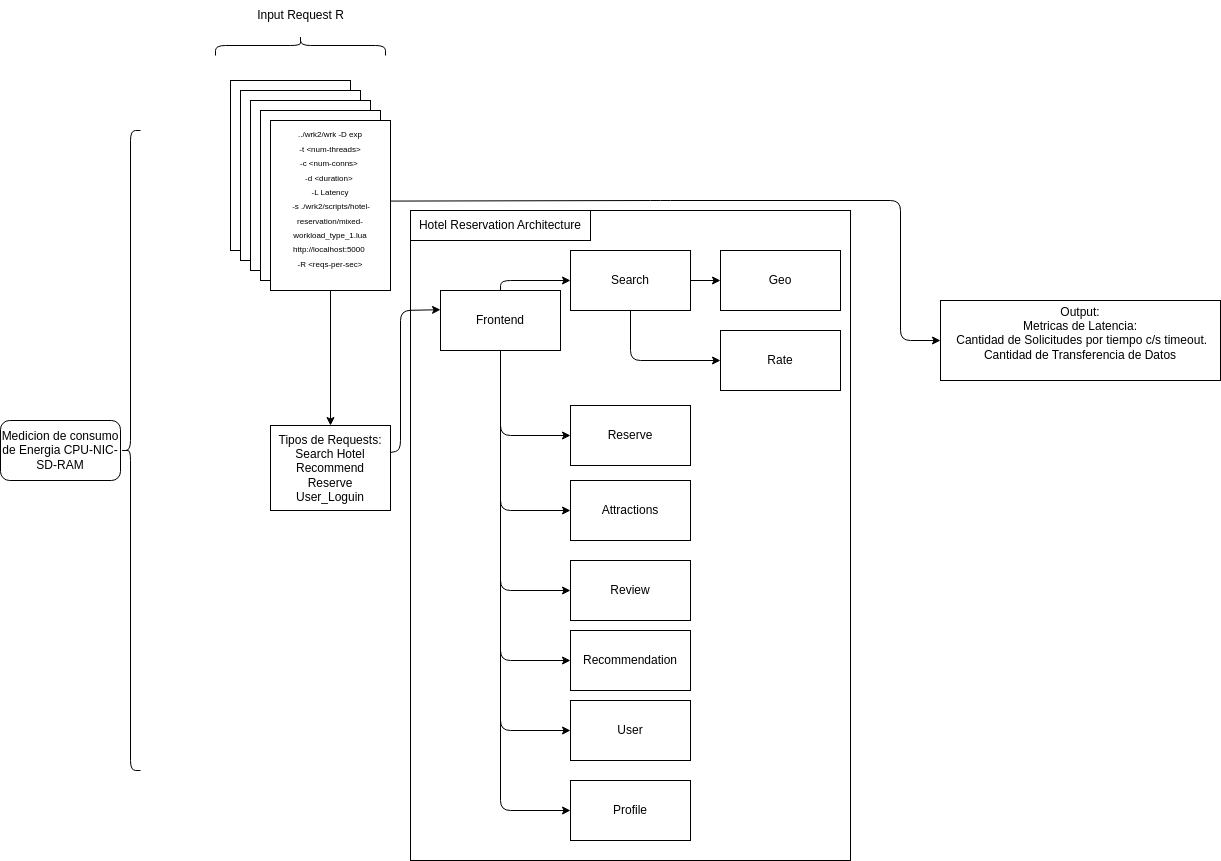 Input Request R
../wrk2/wrk -D exp
-t <num-threads>
-c <num-conns>
-d <duration>
-L Latency
-s ./wrk2/scripts/hotel-
reservation/mixed-
workload_type_1.lua
http://localhost:5000
-R <reqs-per-sec>
Hotel Reservation Architecture
Search
Geo
Frontend
Rate
Output:
Metricas de Latencia:
Cantidad de Solicitudes por tiempo c/s timeout.
Cantidad de Transferencia de Datos
Medicion de consumo
de Energia CPU-NIC-
SD-RAM
Tipos de Requests:
Search Hotel
Recommend
Reserve
User_Loguin
Reserve
Attractions
Review
Recommendation
User
Profile